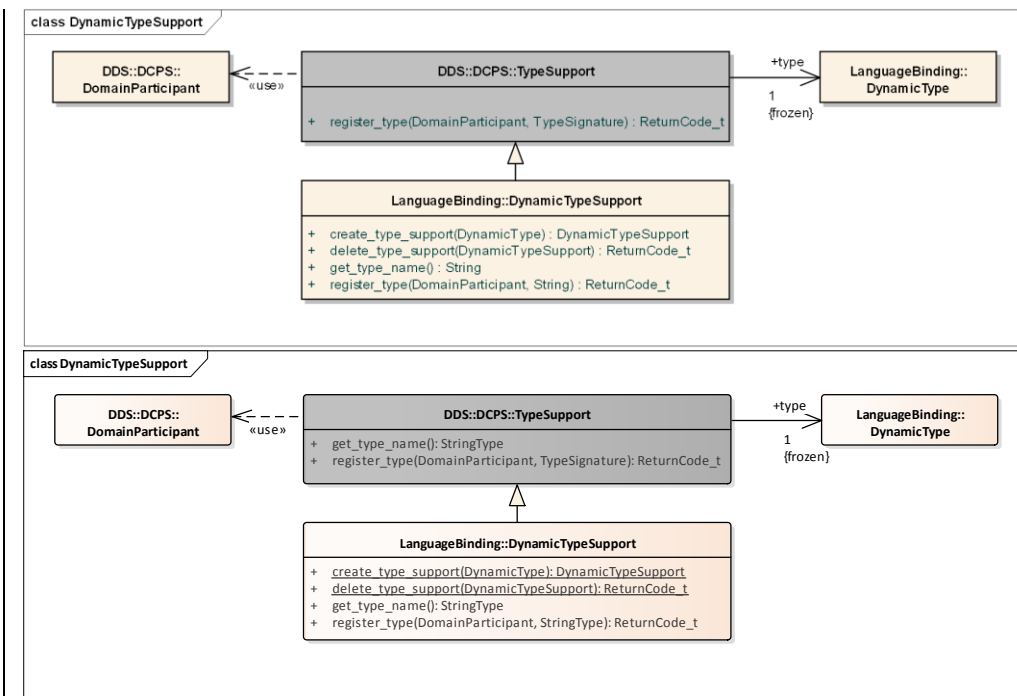 class DynamicTypeSupport
DDS::DCPS::
DomainParticipant
«use»
DDS::DCPS::TypeSupport
+ register_type(DomainParticipant, TypeSignature) : ReturnCode_t
+type
1
{frozen}
LanguageBinding::
DynamicType
LanguageBinding::DynamicTypeSupport
+ create_type_support(DynamicType) : DynamicTypeSupport
+ delete_type_support(DynamicTypeSupport) : ReturnCode_t
+ get_type_name() : String
+ register_type(DomainParticipant, String) : ReturnCode_t
class DynamicTypeSupport
DDS::DCPS::
DomainParticipant
«use»
DDS::DCPS::TypeSupport
+ get_type_name(): StringType
+ register_type(DomainParticipant, TypeSignature): ReturnCode_t
+type
1
{frozen}
LanguageBinding::
DynamicType
LanguageBinding::DynamicTypeSupport
+ create_type_support(DynamicType): DynamicTypeSupport
+ delete_type_support(DynamicTypeSupport): ReturnCode_t
+ get_type_name(): StringType
+ register_type(DomainParticipant, StringType): ReturnCode_t